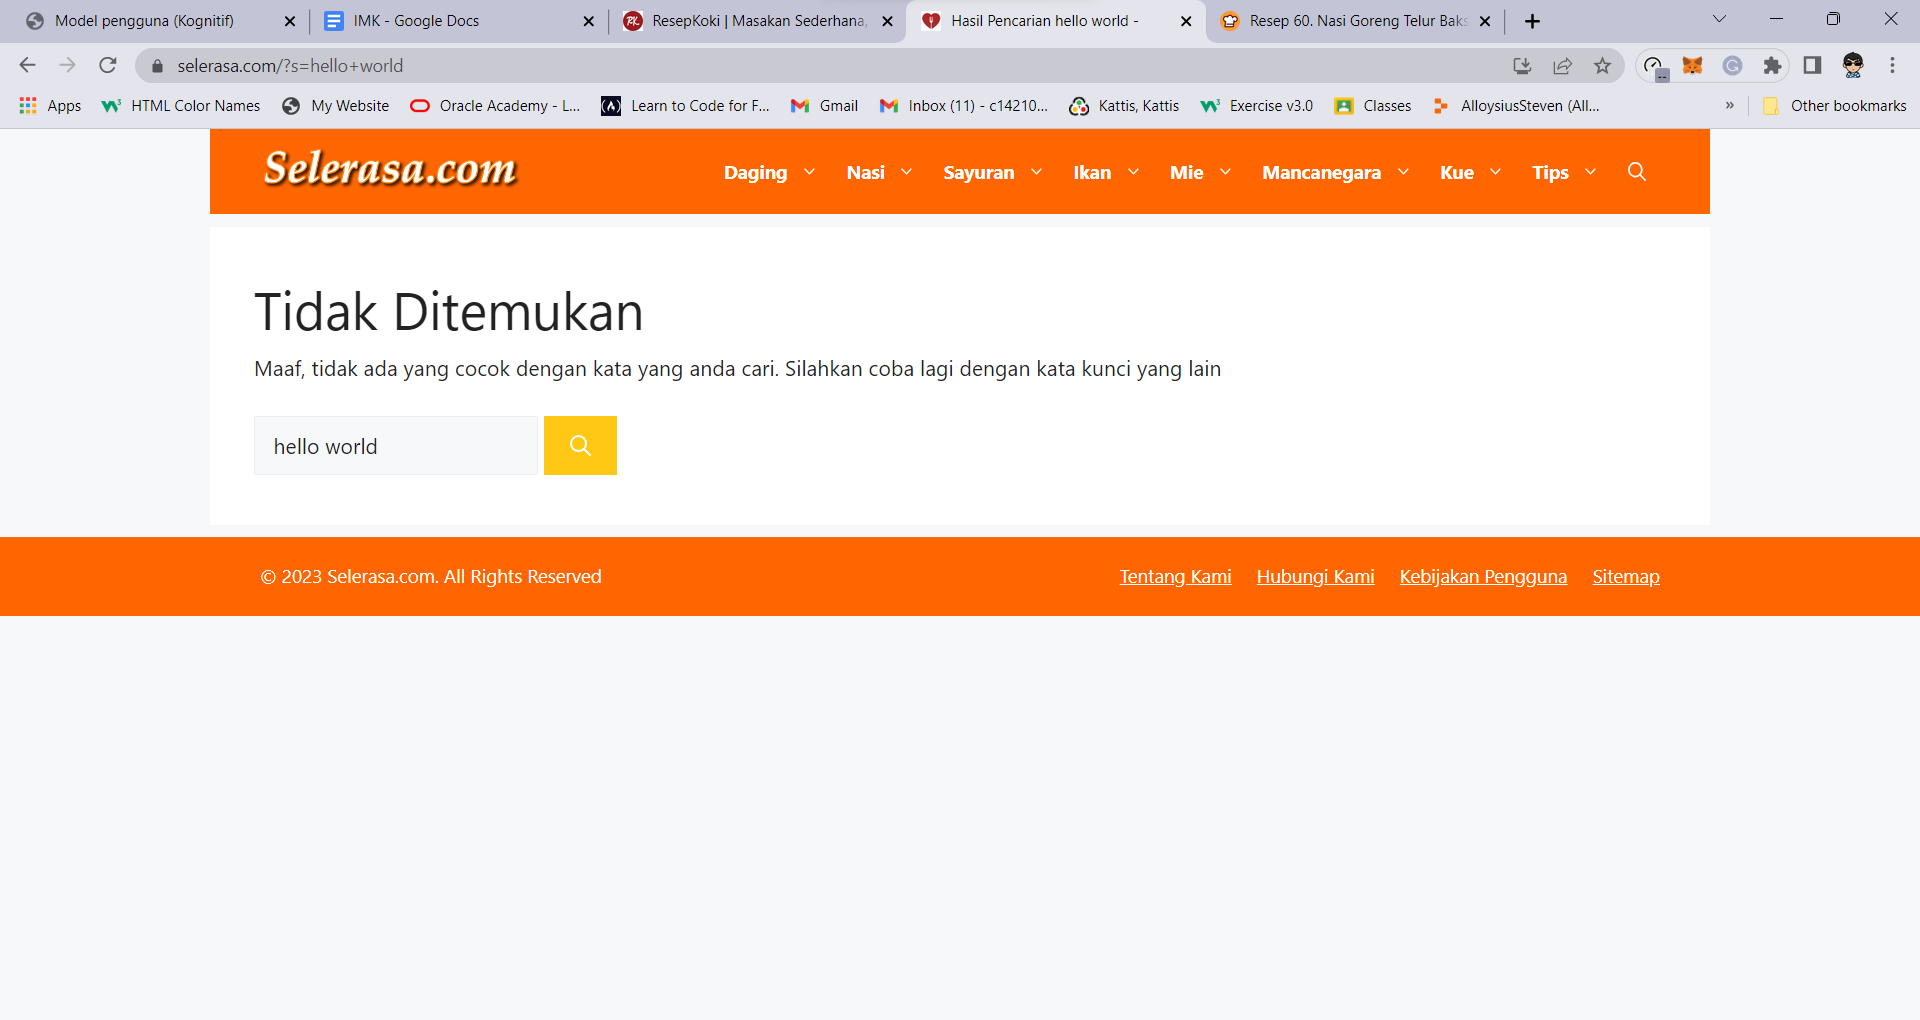 Model pengguna (Kognitif) IMK - Google Docs ResepKoki | Masakan Sederhana, Hasil Pencarian hello world - Resep 60. Nasi Goreng Telur Baks
selerasa.com/?s=hello+world
Apps HTML Color Names My Website Oracle Academy - L... Learn to Code for F... Gmail Inbox (11) - c14210... Kattis, Kattis Exercise v3.0 Classes AlloysiusSteven (All... » Other bookmarks
Selerasa.com Daging Nasi Sayuran Ikan Mie Mancanegara Kue Tips
Tidak Ditemukan
Maaf, tidak ada yang cocok dengan kata yang anda cari. Silahkan coba lagi dengan kata kunci yang lain
hello world
© 2023 Selerasa.com. All Rights Reserved Tentang Kami Hubungi Kami Kebijakan Pengguna Sitemap